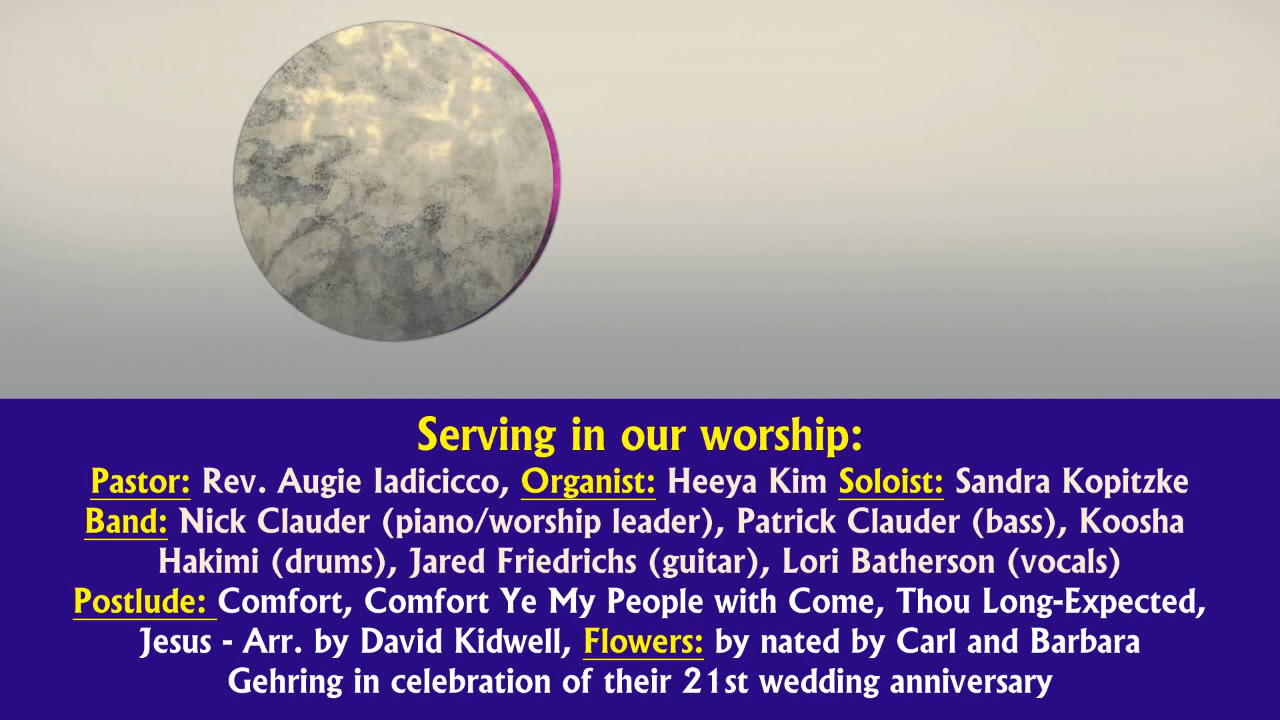 Serving in our worship:
Pastor: Rev. Augie Iadicicco, Organist: Heeya Kim Soloist: Sandra Kopitzke
Band: Nick Clauder (piano/worship leader), Patrick Clauder (bass), Koosha
Hakimi (drums), Jared Friedrichs (guitar), Lori Batherson (vocals)
Postlude: Comfort, Comfort Ye My People with Come, Thou Long-Expected,
Jesus - Arr. by David Kidwell, Flowers: by nated by Carl and Barbara
Gehring in celebration of their 21st wedding anniversary